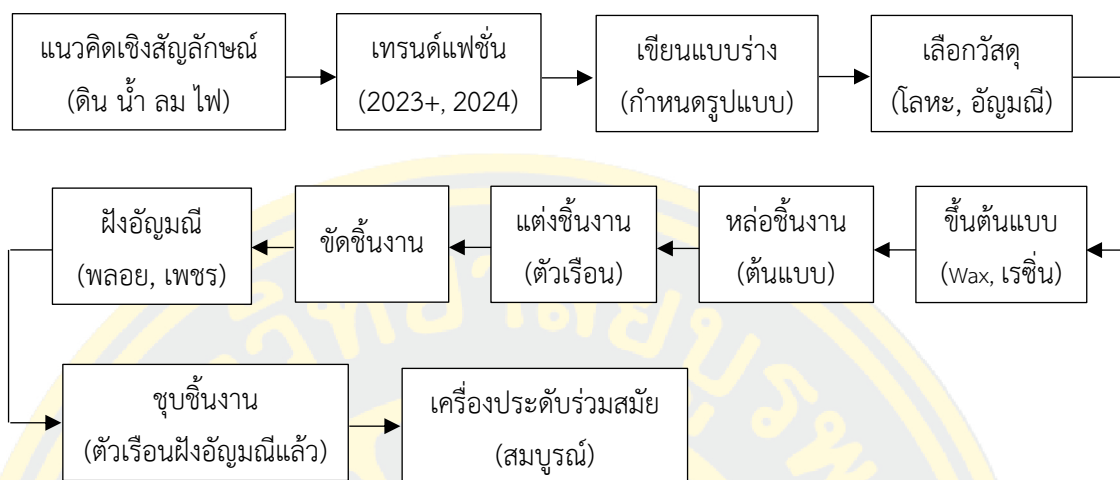 แนวคิดเชิงสัญลักษณ์
(ดิน น้ำ ลม ไฟ)
เทรนด์แฟชั่น
(2023+, 2024)
เขียนแบบร่าง
(กำหนดรูปแบบ)
เลือกวัสดุ
(โลหะ, อัญมณี)
ขึ้นต้นแบบ
(Wax, เรซิ่น)
หล่อชิ้นงาน
(ต้นแบบ)
แต่งชิ้นงาน
(ตัวเรือน)
ขัดชิ้นงาน
ฝังอัญมณี
(พลอย, เพชร)
ชุบชิ้นงาน
(ตัวเรือนฝังอัญมณีแล้ว)
เครื่องประดับร่วมสมัย
(สมบูรณ์)